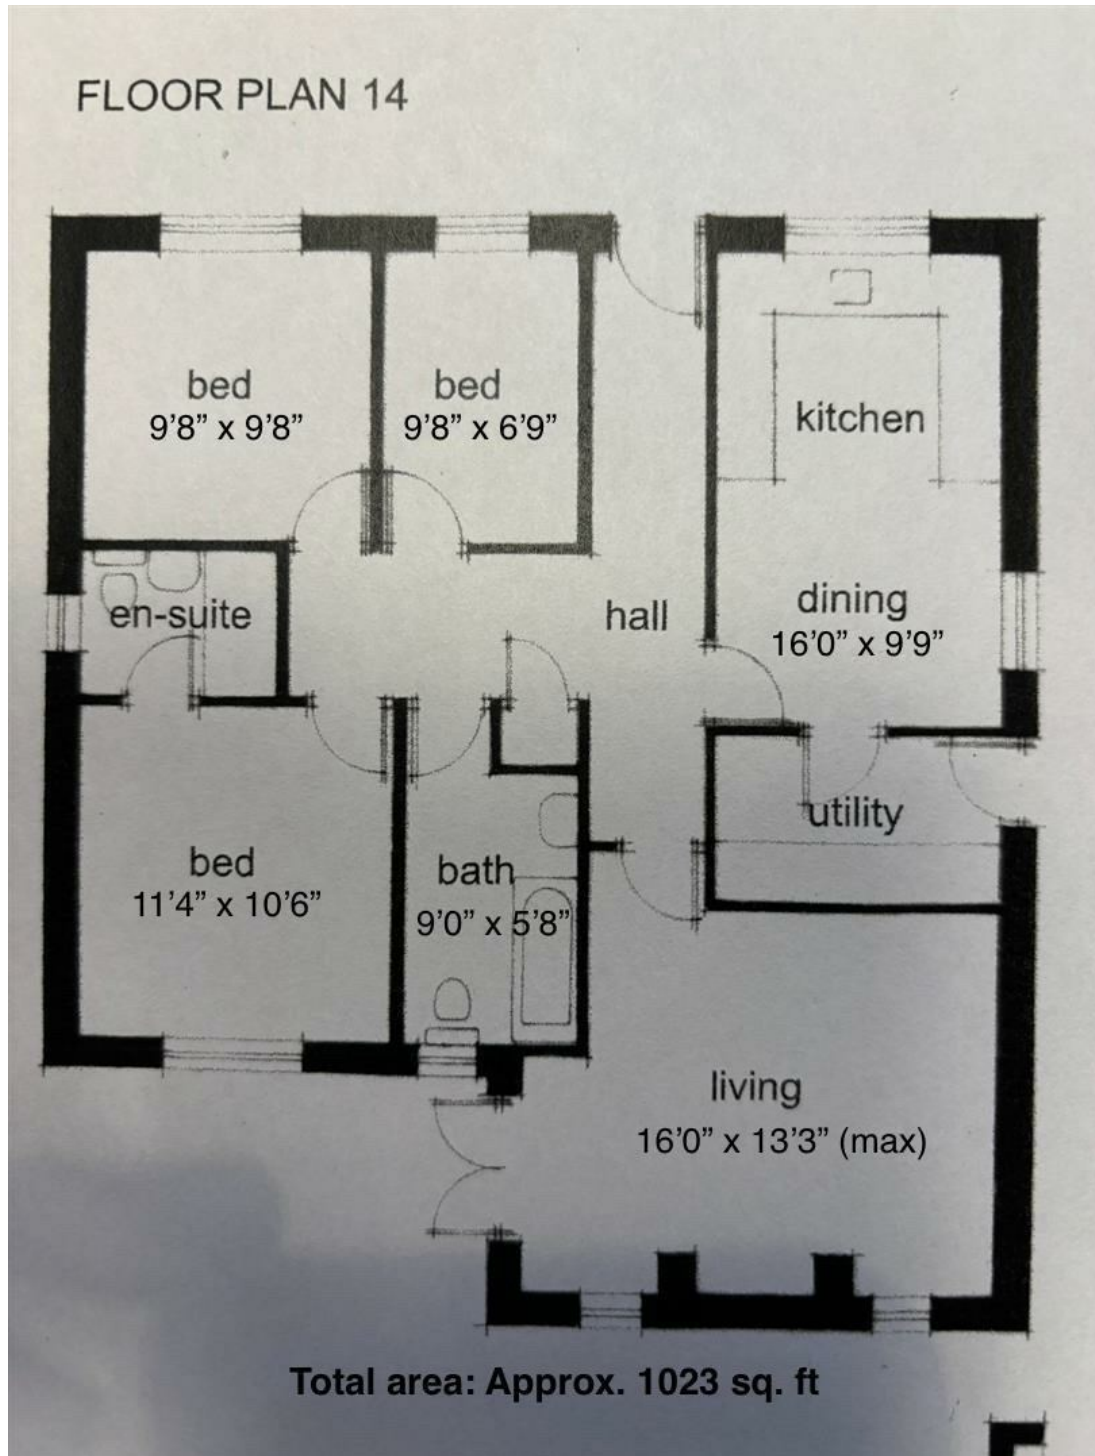 FLOOR PLAN 14
bed
9’8” x 9’8”
bed
9’8” x 6’9”
kitchen
en-suite
hall
dining
16’0” x 9’9”
utility
bed
11’4” x 10’6”
bath
9’0” x 5’8”
living
16’0” x 13’3” (max)
Total area: Approx. 1023 sq. ft